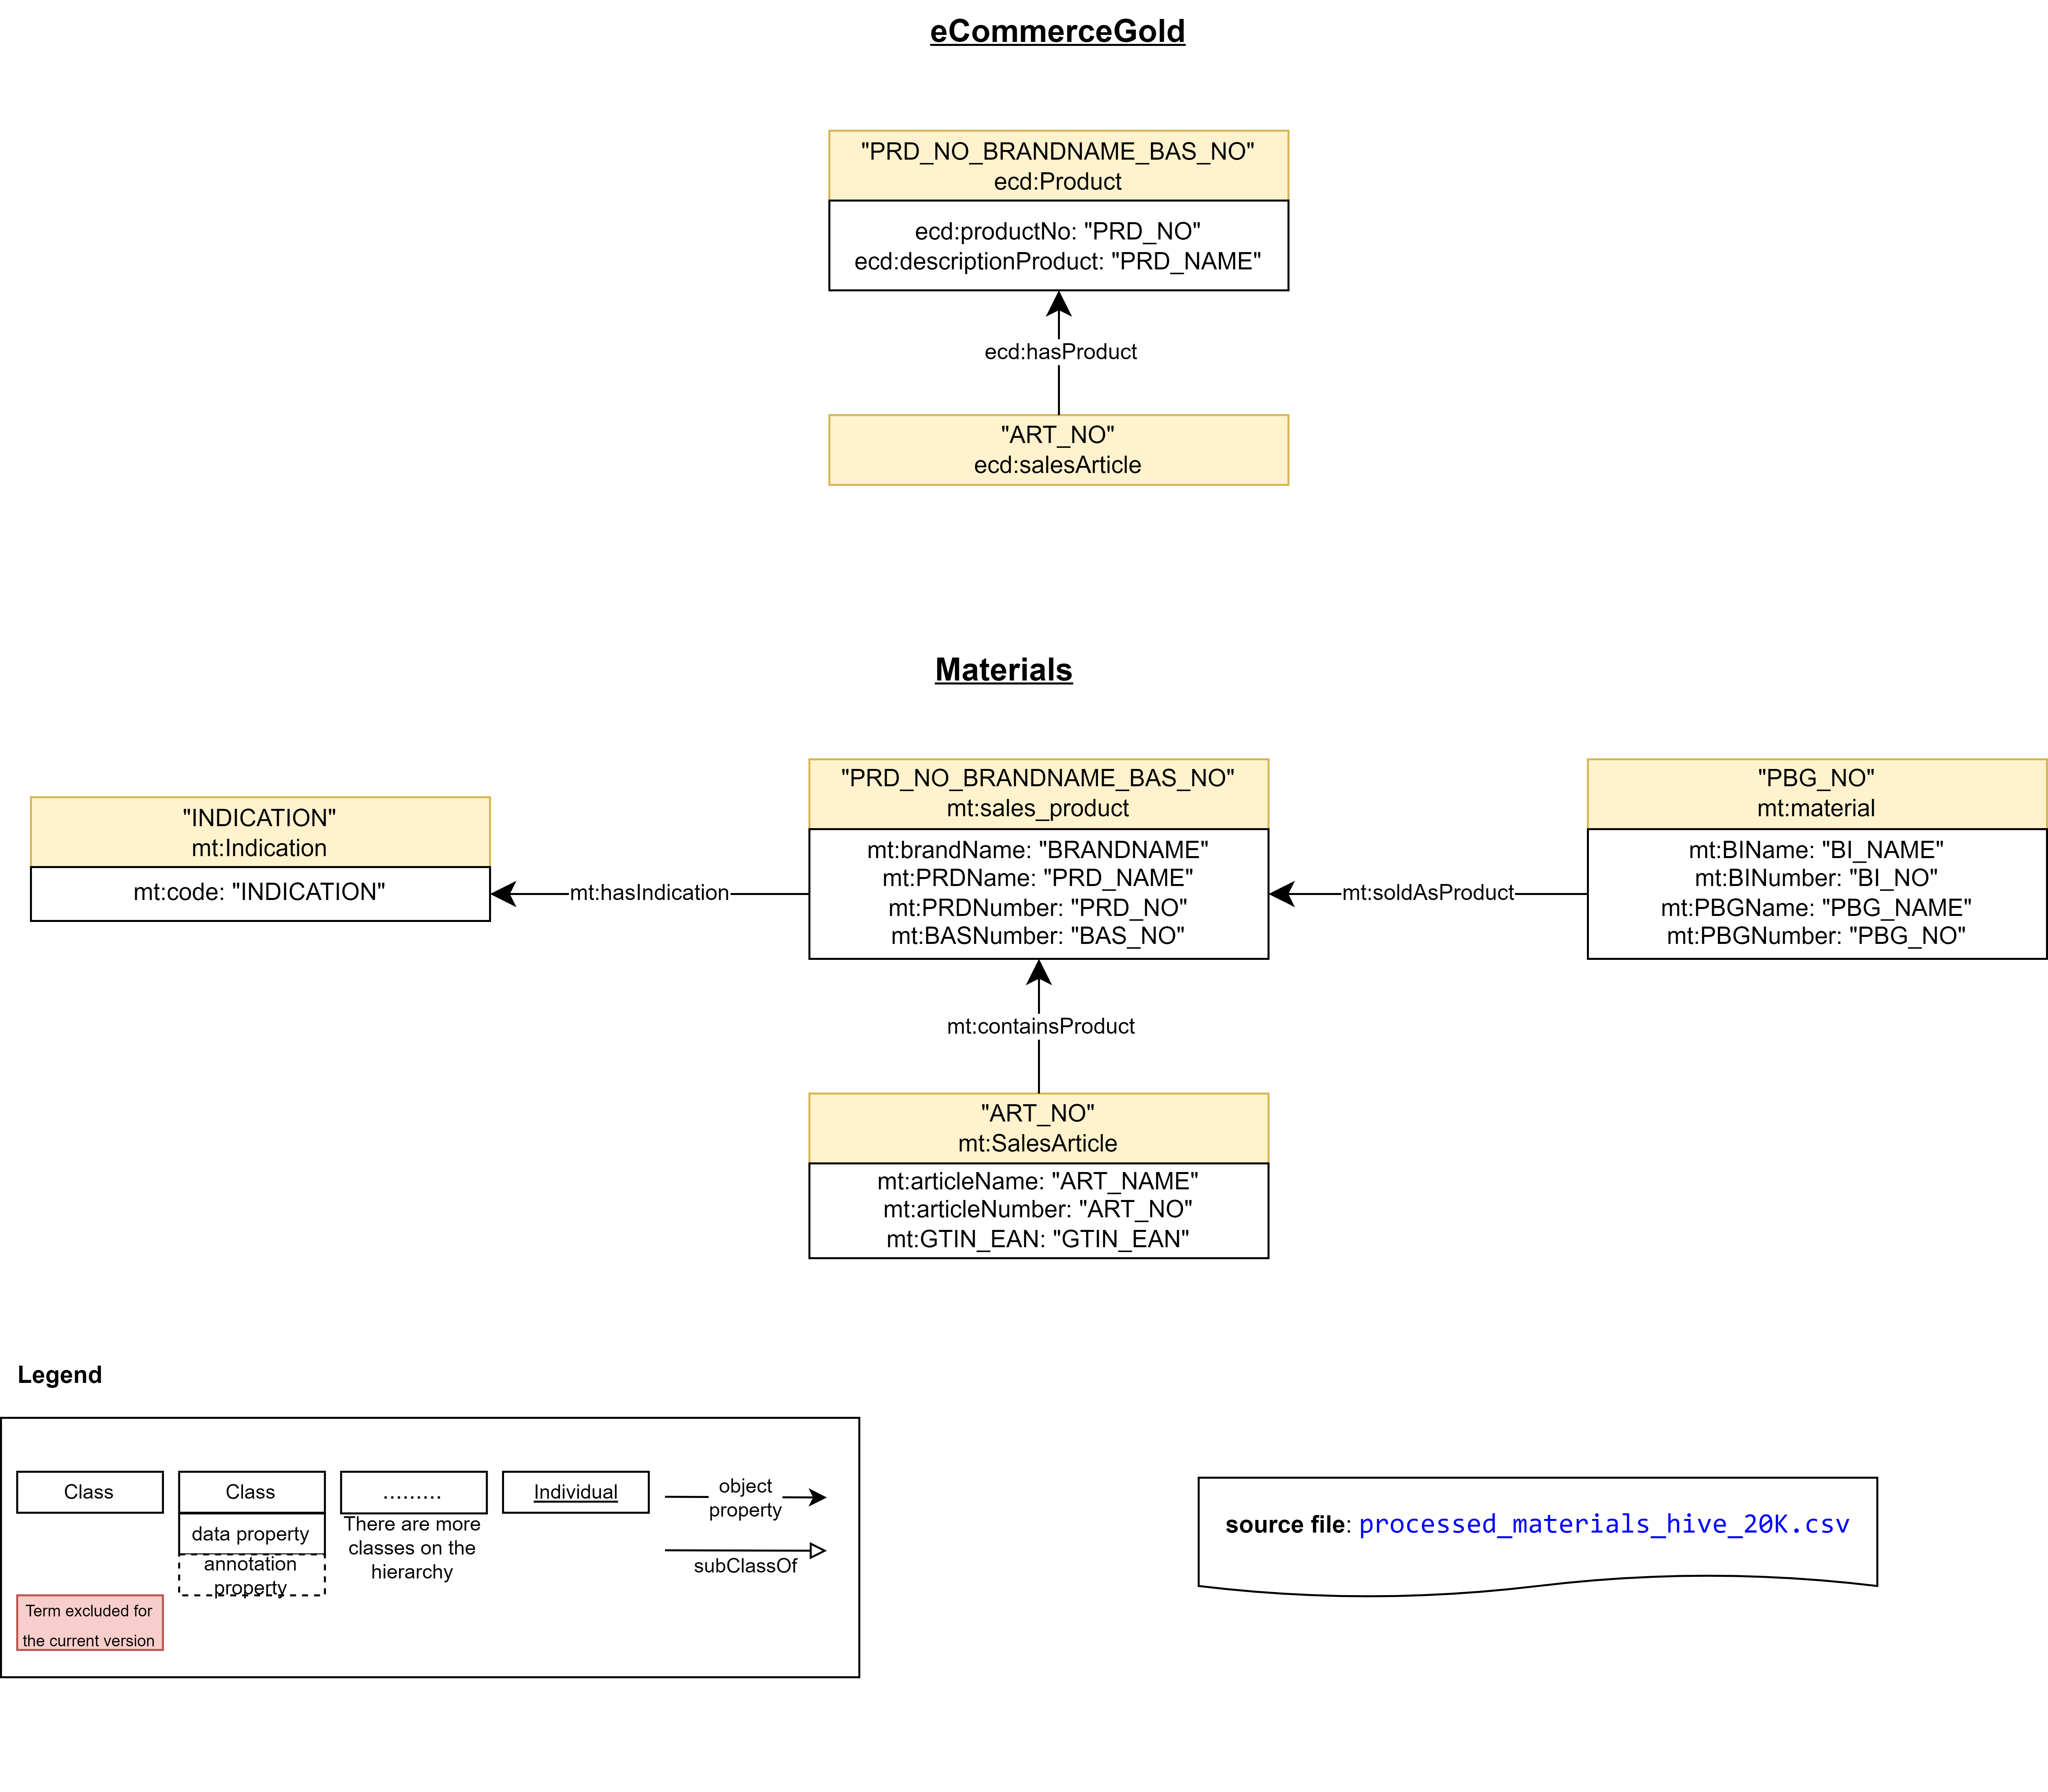 eCommerceGold
"PRD_NO_BRANDNAME_BAS_NO"
ecd:Product
ecd:productNo: "PRD_NO"
ecd:descriptionProduct: "PRD_NAME"
ecd:hasProduct
"ART_NO"
ecd:salesArticle
Materials
"INDICATION"
mt:Indication
mt:code: "INDICATION"
mt:hasIndication
"PRD_NO_BRANDNAME_BAS_NO"
mt:sales_product
mt:brandName: "BRANDNAME"
mt:PRDName: "PRD_NAME"
mt:PRDNumber: "PRD_NO"
mt:BASNumber: "BAS_NO"
mt:soldAsProduct
"PBG_NO"
mt:material
mt:BIName: "BI_NAME"
mt:BINumber: "BI_NO"
mt:PBGName: "PBG_NAME"
mt:PBGNumber: "PBG_NO"
mt:containsProduct
"ART_NO"
mt:SalesArticle
mt:articleName: "ART_NAME"
mt:articleNumber: "ART_NO"
mt:GTIN_EAN: "GTIN_EAN"
Legend
Class
Class
data property
annotation
property
.........
There are more
classes on the
hierarchy
Individual
object
property
subClassOf
Term excluded for
the current version
source file: processed_materials_hive_20K.csv